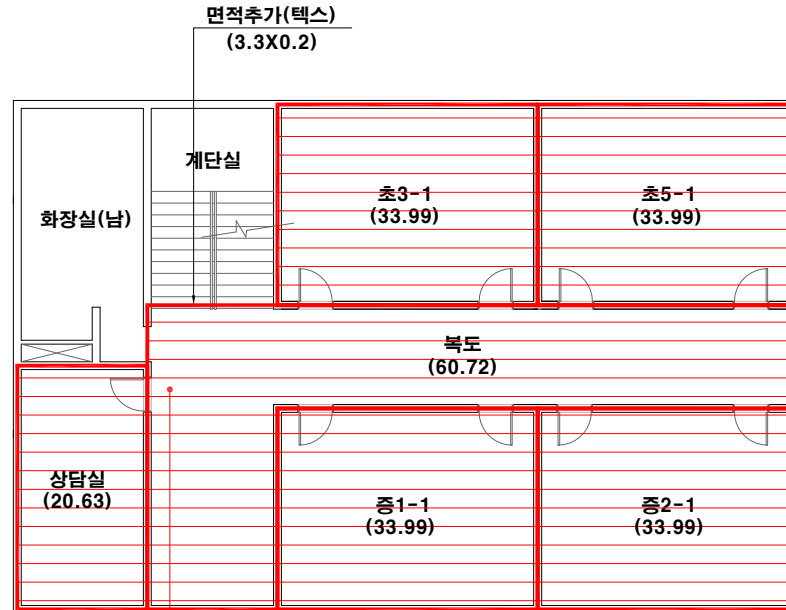 면적추가(텍스)
(3.3X0.2)
계단실
화장실(남)
초3-1
(33.99)
초5-1
(33.99)
복도
(60.72)
상담실
(20.63)
증1-1
(33.99)
증2-1
(33.99)